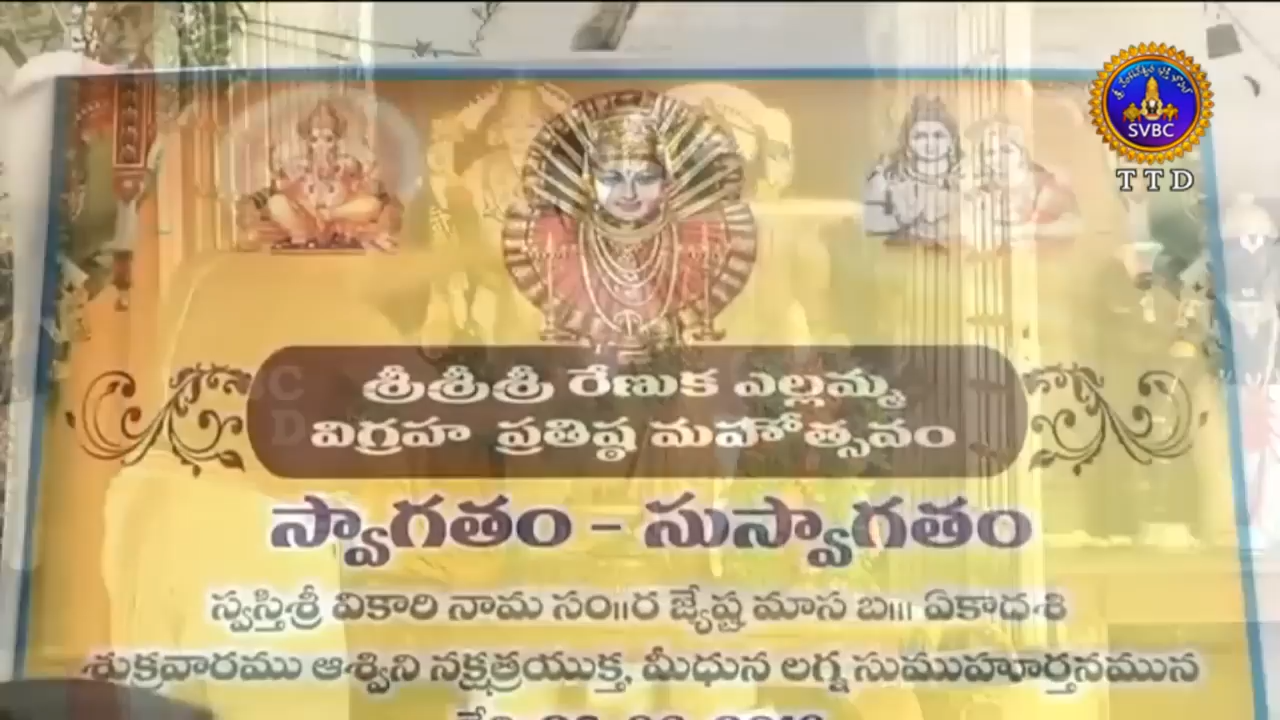 SVBC
TTD
శ్రీశ్రీశ్రీ రేణుక ఎల్లమ్మ
విగ్రహ ప్రతిష్ఠ మహోత్సవం
స్వాగతం - సుస్వాగతం
స్వస్తిశ్రీ వికారి నామ సం॥ర జ్యేష్ట మాస బ॥ ఏకాదశి
శుక్రవారము ఆశ్విని నక్షత్రయుక్త, మీధున లగ్న సుముహూర్తనమున